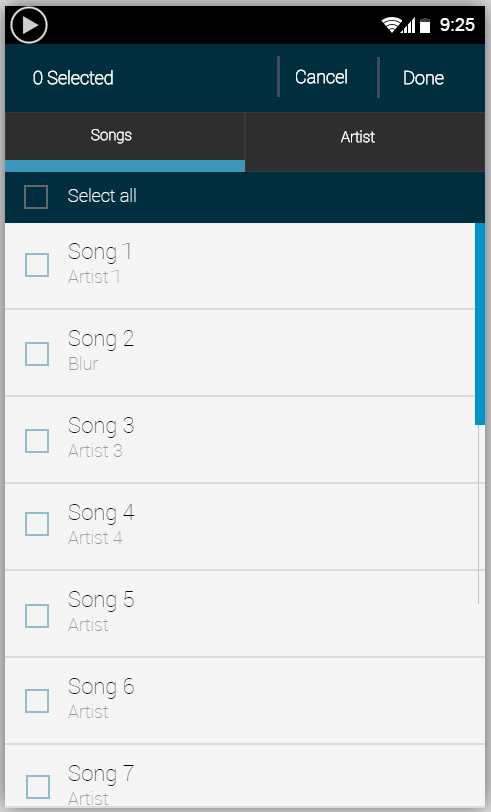 9:25
0 Selected Cancel Done
Songs Artist
Select all
Song 1
Artist 1
Song 2
Blur
Song 3
Artist 3
Song 4
Artist 4
Song 5
Artist
Song 6
Artist
Song 7
Artist